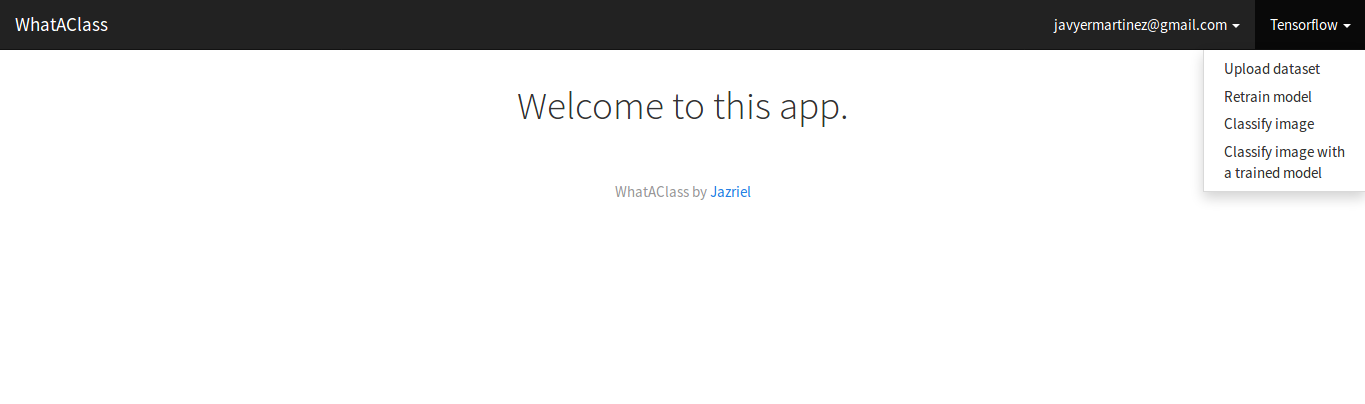 WhatAClass
javyermartinez@gmail.com
Tensorflow
Upload dataset
Retrain model
Classify image
Classify image with
a trained model
Welcome to this app.
WhatAClass by Jazriel